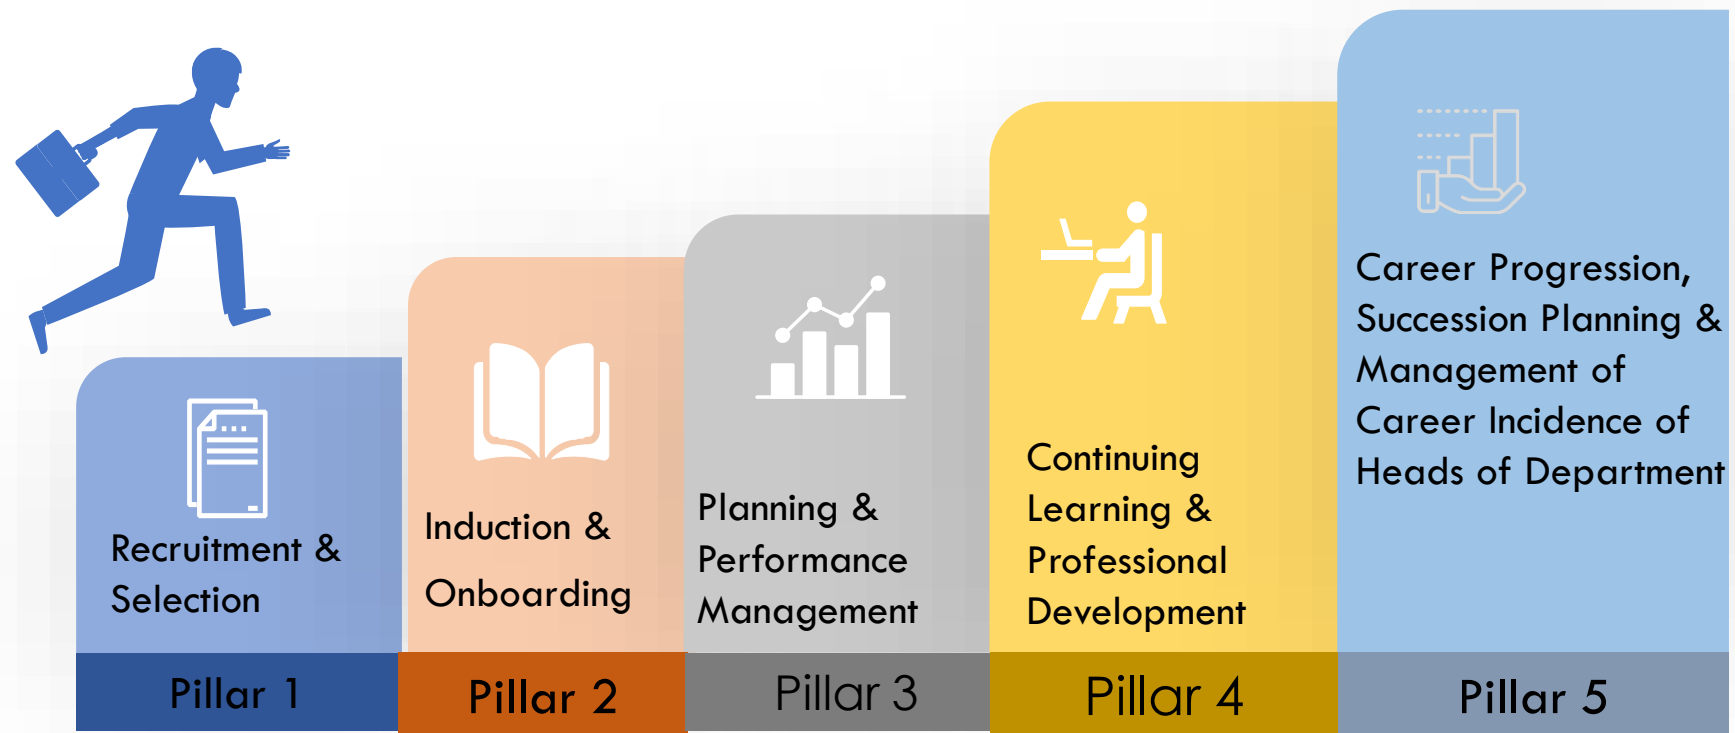 Recruitment &
Selection
Pillar 1
Induction &
Onboarding
Pillar 2
Planning &
Performance
Management
Pillar 3
Continuing
Learning &
Professional
Development
Pillar 4
Career Progression,
Succession Planning &
Management of
Career Incidence of
Heads of Department
Pillar 5